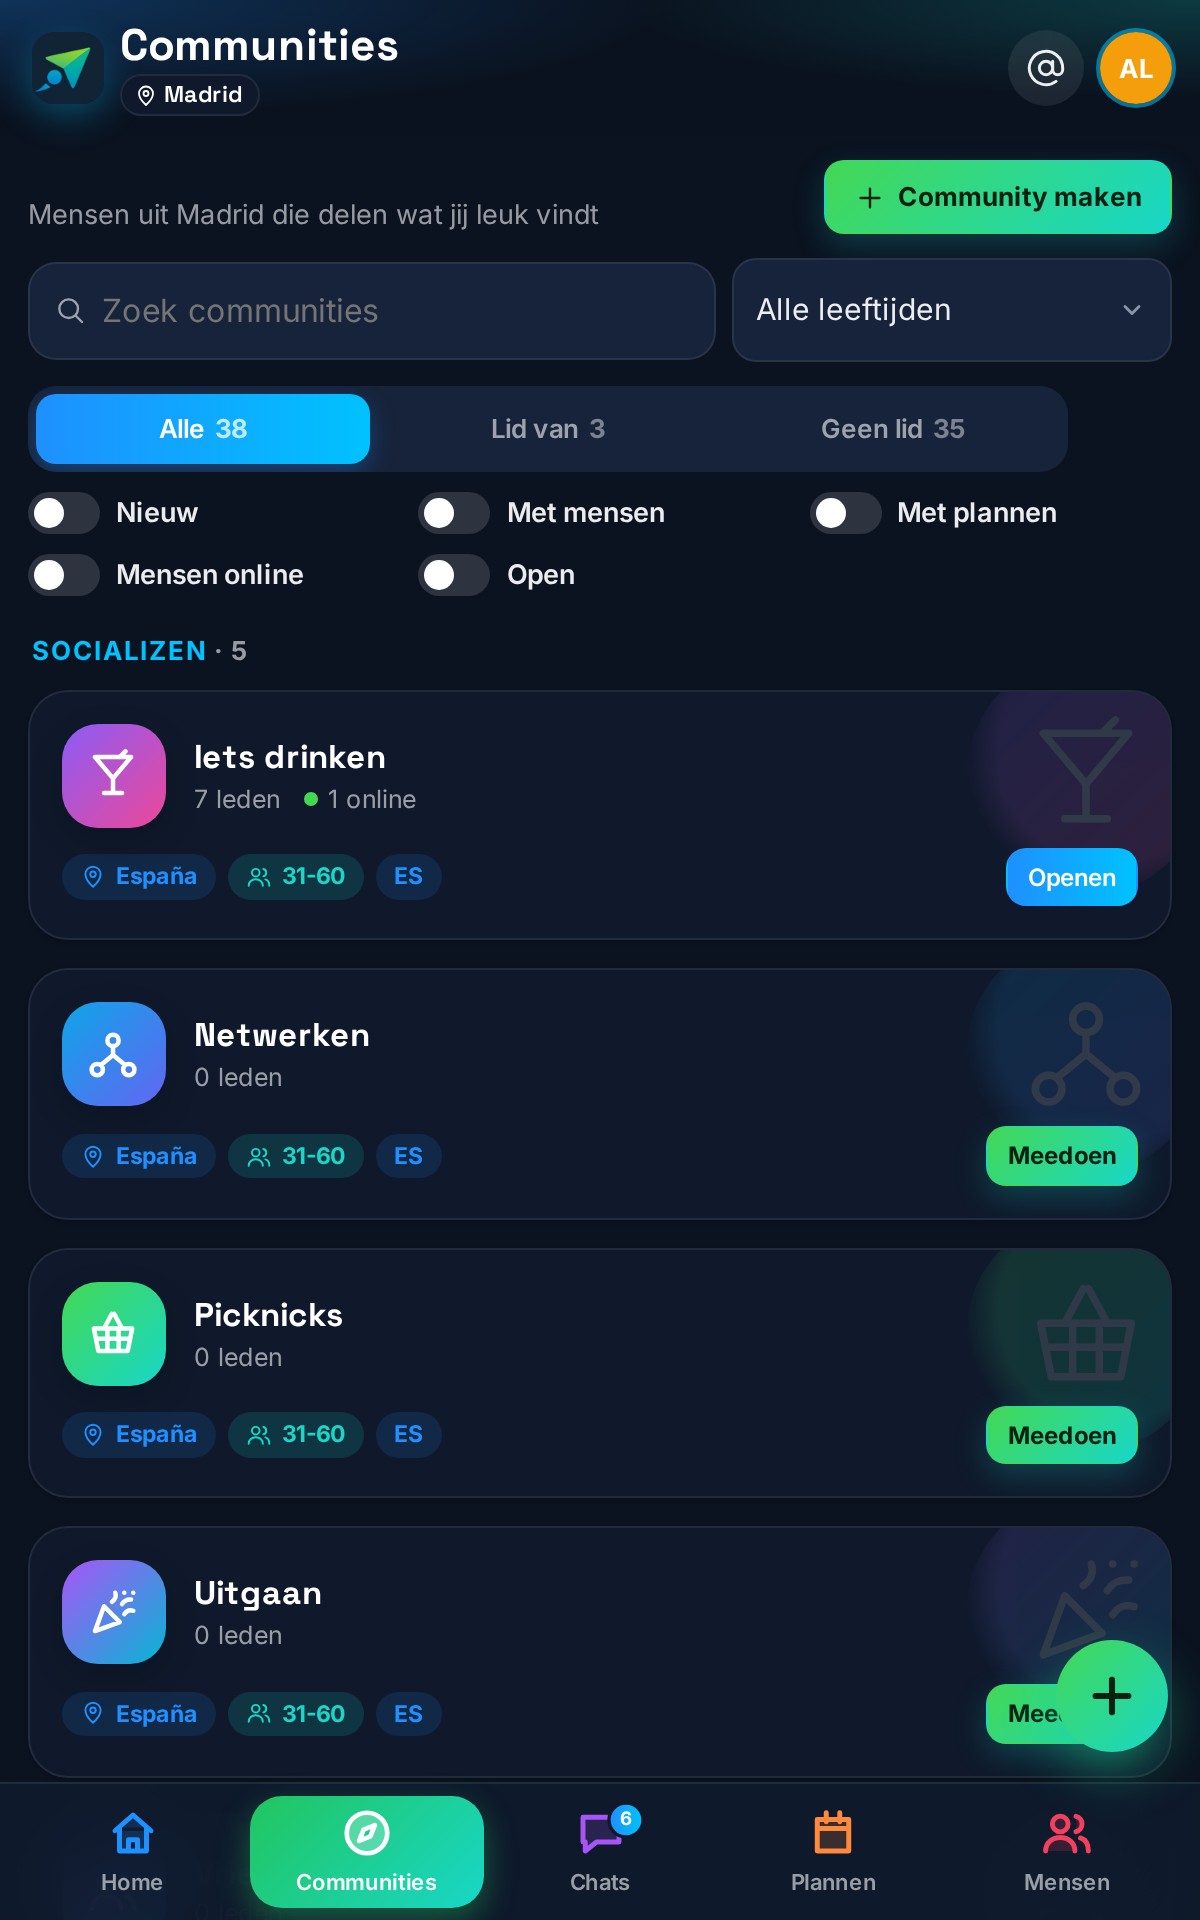 Communities
Madrid
AL
Mensen uit Madrid die delen wat jij leuk vindt
Community maken
Zoek communities
Alle leeftijden
Alle 38
Lid van 3
Geen lid 35
Nieuw
Met mensen
Met plannen
Mensen online
Open
SOCIALIZEN · 5
Iets drinken
7 leden
1 online
España
31-60
ES
Openen
Netwerken
0 leden
España
31-60
ES
Meedoen
Picknicks
0 leden
España
31-60
ES
Meedoen
Uitgaan
0 leden
España
31-60
ES
6
Home
Communities
Chats
Plannen
Mensen